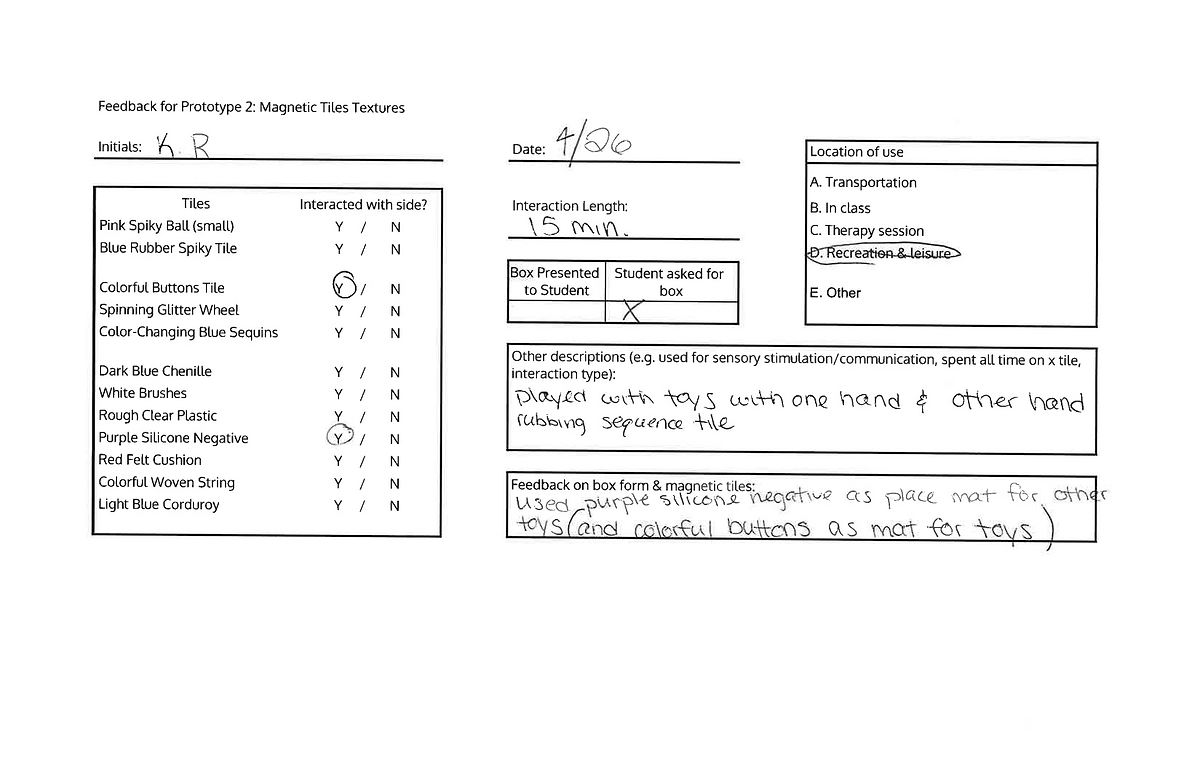 Feedback for Prototype 2: Magnetic Tiles Textures
Initials: K.R
Date: 4/26
Interaction Length:
15 min.
Tiles Interacted with side?
Pink Spiky Ball (small) Y / N
Blue Rubber Spiky Tile Y / N
Colorful Buttons Tile Y / N
Spinning Glitter Wheel Y / N
Color-Changing Blue Sequins Y / N
Dark Blue Chenille Y / N
White Brushes Y / N
Rough Clear Plastic Y / N
Purple Silicone Negative Y / N
Red Felt Cushion Y / N
Colorful Woven String Y / N
Light Blue Corduroy Y / N
Box Presented
to Student
Student asked for
box
X
Location of use
A. Transportation
B. In class
C. Therapy session
D. Recreation & leisure
E. Other
Other descriptions (e.g. used for sensory stimulation/communication, spent all time on x tile,
interaction type):
Played with toys with one hand & other hand
rubbing sequence tile
Feedback on box form & magnetic tiles:
used purple silicone negative as place mat for other
toys (and colorful buttons as mat for toys)